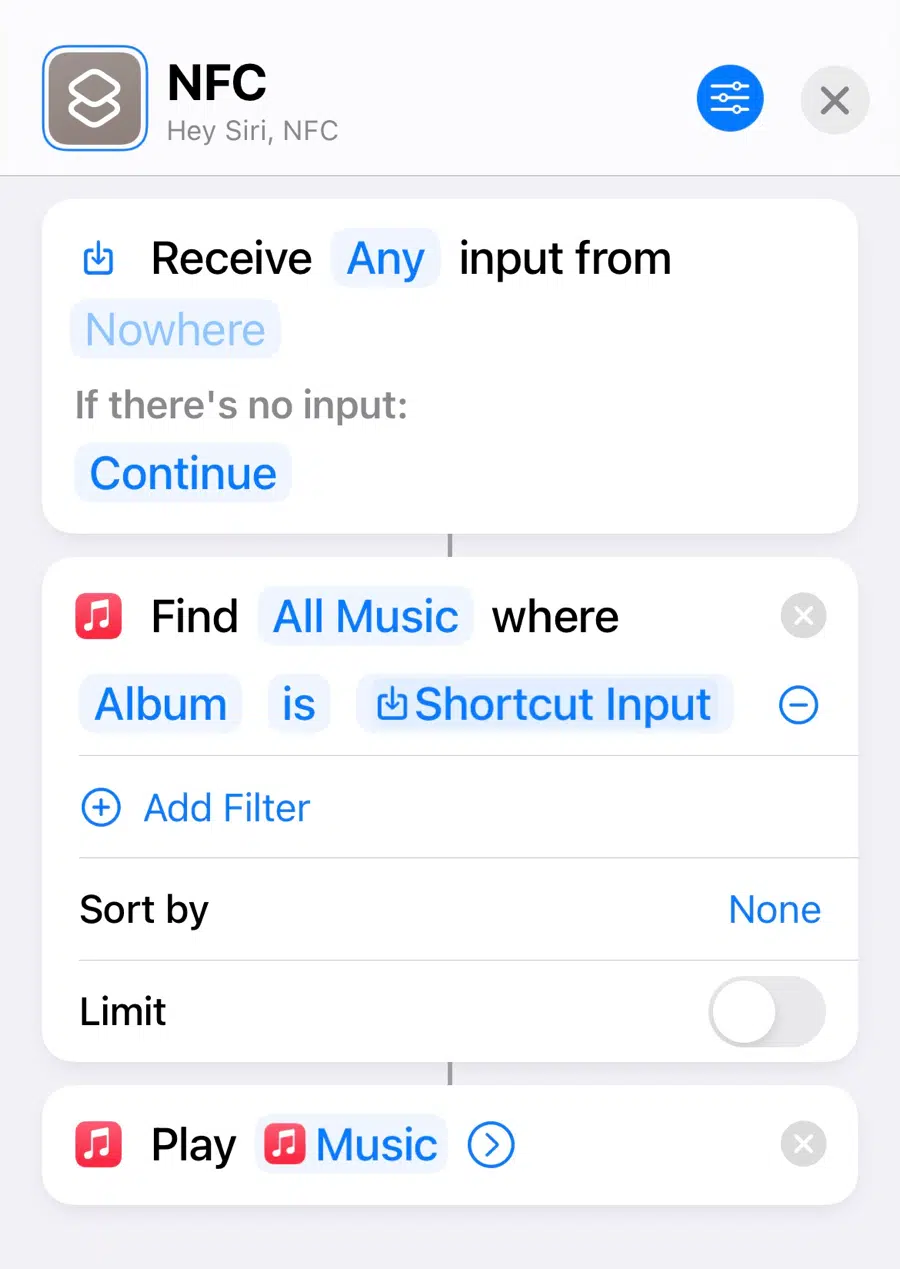 NFC
Hey Siri, NFC
Receive Any input from
Nowhere
If there's no input:
Continue
Find All Music where
Album is Shortcut Input
Add Filter
Sort by None
Limit
Play Music